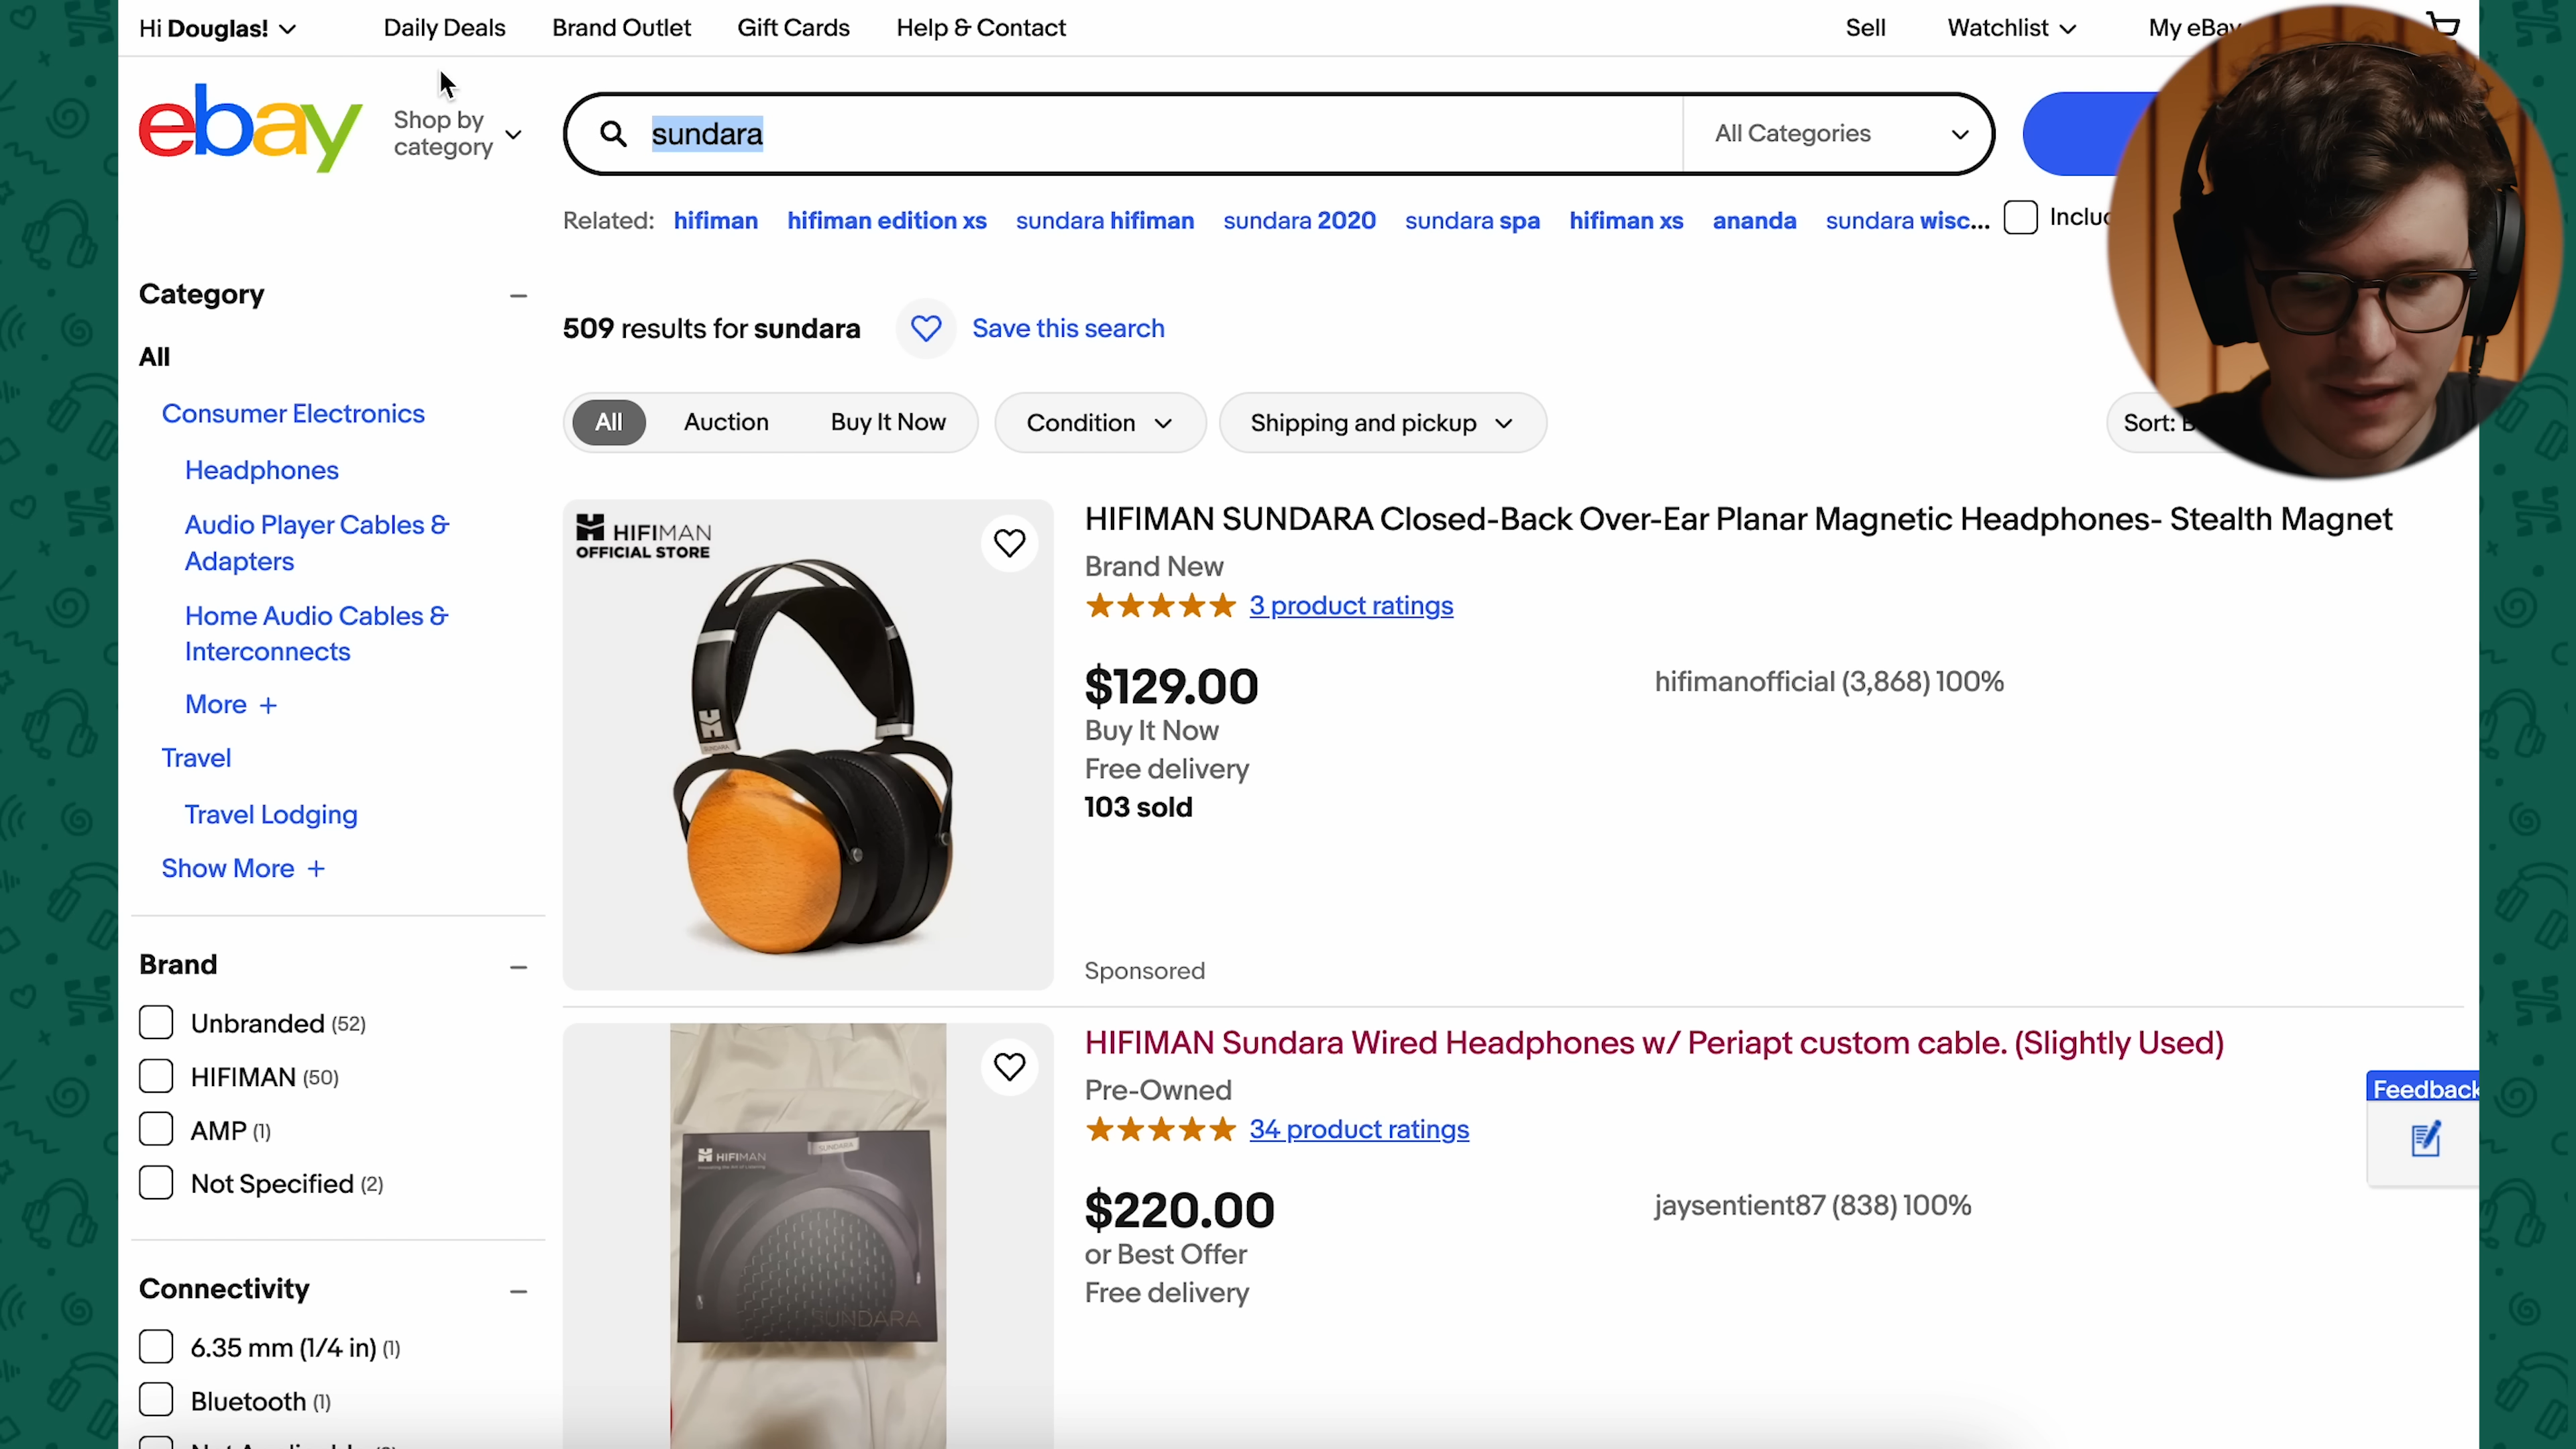 Hi Douglas!
Daily Deals
Brand Outlet
Gift Cards
Help & Contact
Sell
Watchlist
My eBay
ebay
Shop by
category
sundara
All Categories
Related: hifiman hifiman edition xs sundara hifiman sundara 2020 sundara spa hifiman xs ananda sundara wisc...
Category
All
Consumer Electronics
Headphones
Audio Player Cables &
Adapters
Home Audio Cables &
Interconnects
More +
Travel
Travel Lodging
Show More +
Brand
Unbranded (52)
HIFIMAN (50)
AMP (1)
Not Specified (2)
Connectivity
6.35 mm (1/4 in) (1)
Bluetooth (1)
509 results for sundara
Save this search
All
Auction
Buy It Now
Condition
Shipping and pickup
Sort:
HIFIMAN
OFFICIAL STORE
SUNDARA
HIFIMAN SUNDARA Closed-Back Over-Ear Planar Magnetic Headphones- Stealth Magnet
Brand New
3 product ratings
$129.00
hifimanofficial (3,868) 100%
Buy It Now
Free delivery
103 sold
Sponsored
SUNDARA
HIFIMAN
SUNDARA
HIFIMAN Sundara Wired Headphones w/ Periapt custom cable. (Slightly Used)
Pre-Owned
34 product ratings
$220.00
jaysentient87 (838) 100%
or Best Offer
Free delivery
Feedback